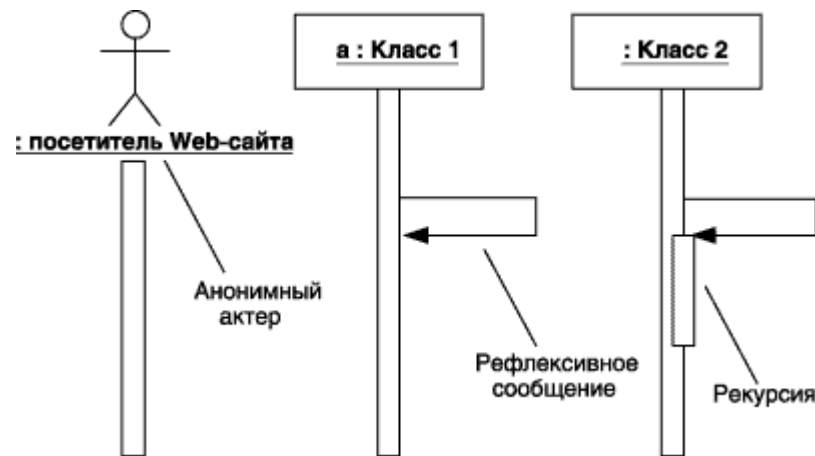 а : Класс 1
: Класс 2
: посетитель Web-сайта
Анонимный
актер
Рефлексивное
сообщение
Рекурсия